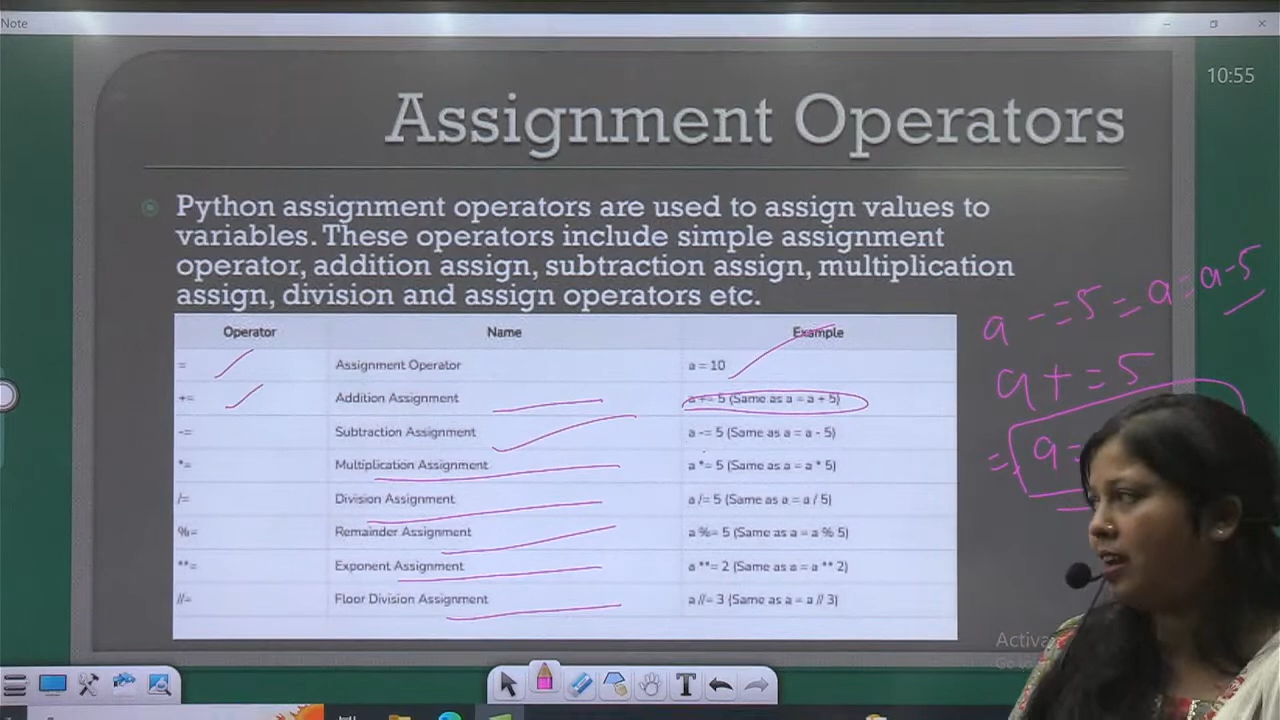 Note
10:55
Assignment Operators
Python assignment operators are used to assign values to
variables. These operators include simple assignment
operator, addition assign, subtraction assign, multiplication
assign, division and assign operators etc.
Operator Name Example
= Assignment Operator a = 10
+= Addition Assignment a += 5 (Same as a = a + 5)
-= Subtraction Assignment a -= 5 (Same as a = a - 5)
*= Multiplication Assignment a *= 5 (Same as a = a * 5)
/= Division Assignment a /= 5 (Same as a = a / 5)
%= Remainder Assignment a %= 5 (Same as a = a % 5)
**= Exponent Assignment a **= 2 (Same as a = a ** 2)
//= Floor Division Assignment a //= 3 (Same as a = a // 3)
a -= 5 = a = a-5
a += 5
= a=
Activa
T